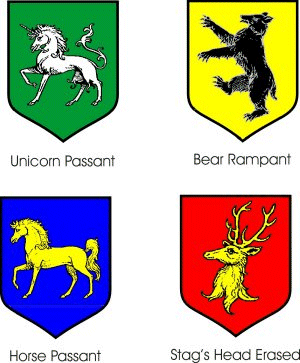 Unicorn Passant
Bear Rampant
Horse Passant
Stag's Head Erased